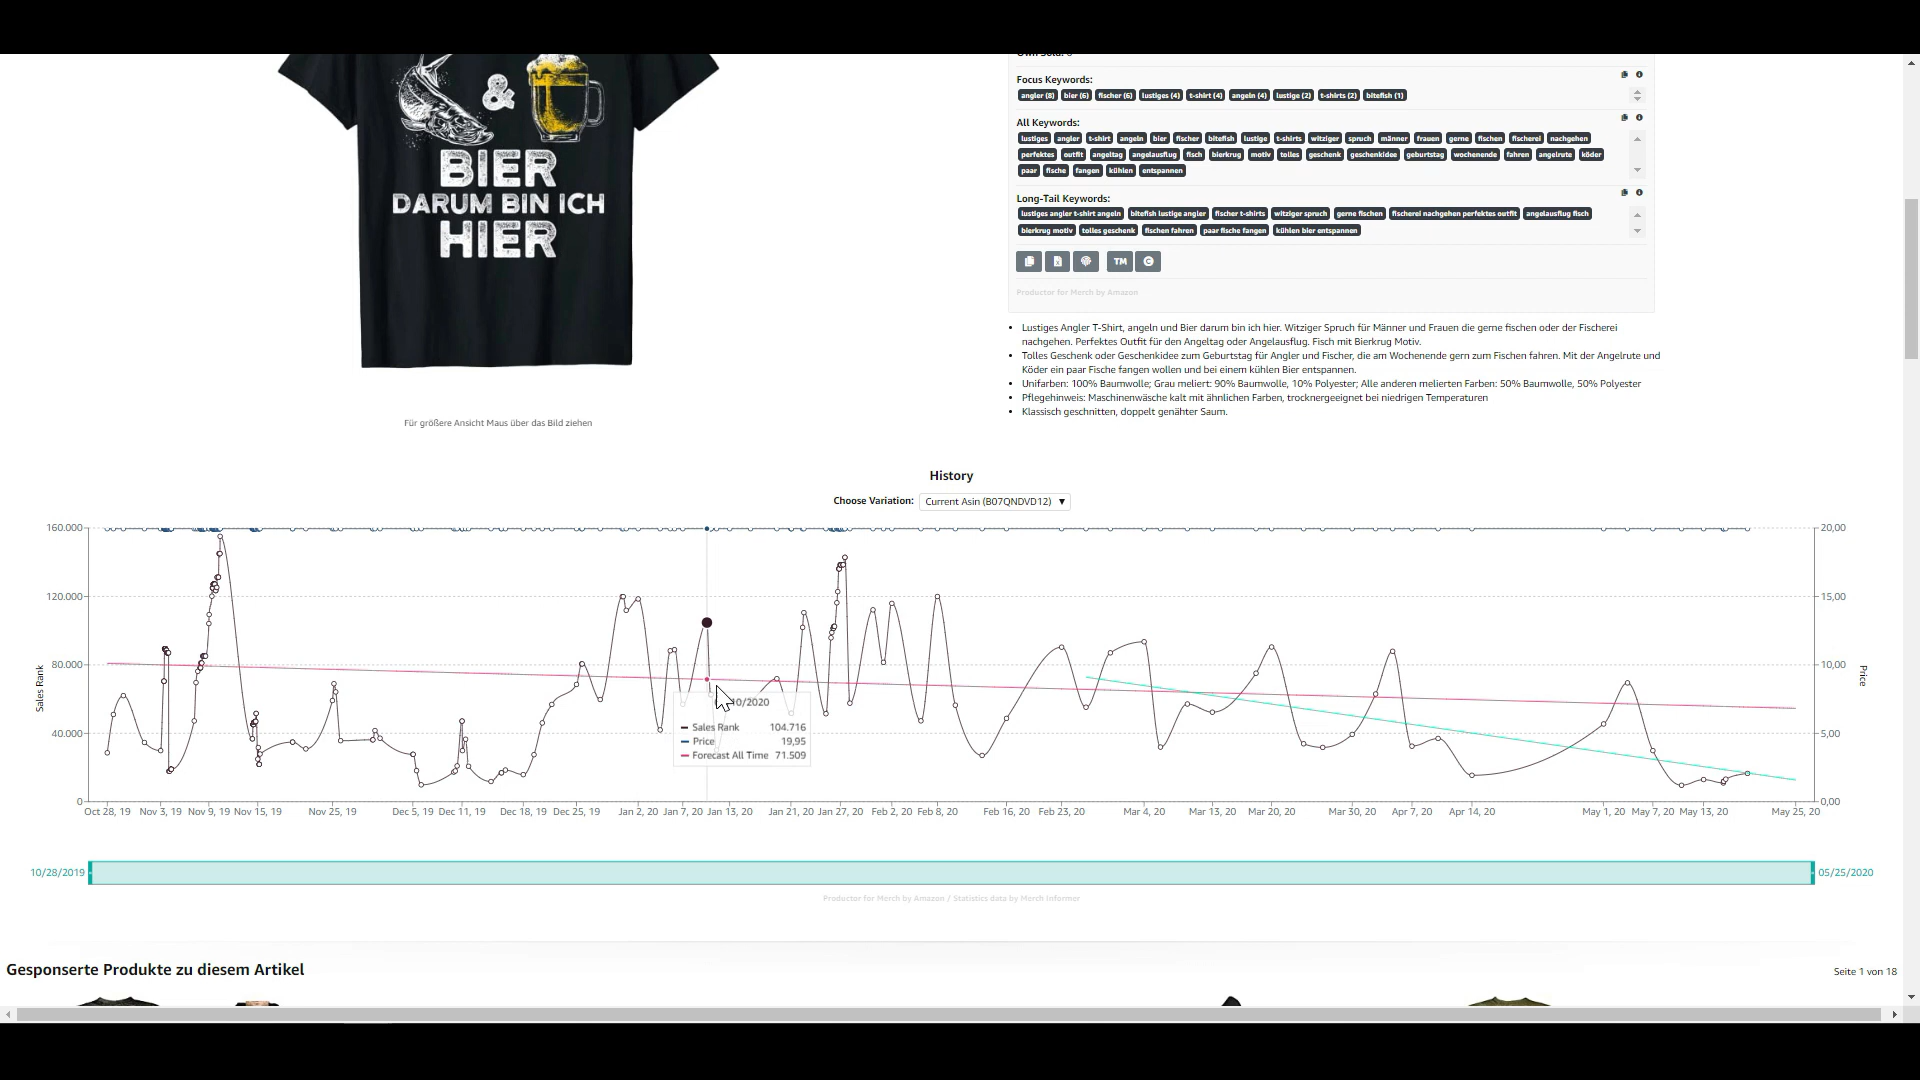 &
BIER
DARUM BIN ICH
HIER
Für größere Ansicht Maus über das Bild ziehen
Focus Keywords:
angler (8) bier (6) fischer (6) lustiges (4) t-shirt (4) angeln (4) lustige (2) t-shirts (2) bitefish (1)
All Keywords:
lustiges angler t-shirt angeln bier fischer bitefish lustige t-shirts witziger spruch männer frauen gerne fischen fischerei nachgehen
perfektes outfit angeltag angelausflug fisch bierkrug motiv tolles geschenk geschenkidee geburtstag wochenende fahren angelrute köder
paar fische fangen kühlen entspannen
Long-Tail Keywords:
lustiges angler t-shirt angeln bitefish lustige angler fischer t-shirts witziger spruch gerne fischen fischerei nachgehen perfektes outfit angelausflug fisch
bierkrug motiv tolles geschenk fischen fahren paar fische fangen kühlen bier entspannen
TM
Productor for Merch by Amazon
• Lustiges Angler T-Shirt, angeln und Bier darum bin ich hier. Witziger Spruch für Männer und Frauen die gerne fischen oder der Fischerei
nachgehen. Perfektes Outfit für den Angeltag oder Angelausflug. Fisch mit Bierkrug Motiv.
• Tolles Geschenk oder Geschenkidee zum Geburtstag für Angler und Fischer, die am Wochenende gern zum Fischen fahren. Mit der Angelrute und
Köder ein paar Fische fangen wollen und bei einem kühlen Bier entspannen.
• Unifarben: 100% Baumwolle; Grau meliert: 90% Baumwolle, 10% Polyester; Alle anderen melierten Farben: 50% Baumwolle, 50% Polyester
• Pflegehinweis: Maschinenwäsche kalt mit ähnlichen Farben, trocknergeeignet bei niedrigen Temperaturen
• Klassisch geschnitten, doppelt genähter Saum.
History
Choose Variation: Current Asin (B07QNDVD12)
160.000
120.000
80.000
40.000
0
Sales Rank
20,00
15,00
10,00
5,00
0,00
Price
10/2020
Sales Rank 104.716
Price 19,95
Forecast All Time 71.509
Oct 28, 19 Nov 3, 19 Nov 9, 19 Nov 15, 19 Nov 25, 19 Dec 5, 19 Dec 11, 19 Dec 18, 19 Dec 25, 19 Jan 2, 20 Jan 7, 20 Jan 13, 20 Jan 21, 20 Jan 27, 20 Feb 2, 20 Feb 8, 20 Feb 16, 20 Feb 23, 20 Mar 4, 20 Mar 13, 20 Mar 20, 20 Mar 30, 20 Apr 7, 20 Apr 14, 20 May 1, 20 May 7, 20 May 13, 20 May 25, 20
10/28/2019 05/25/2020
Productor for Merch by Amazon / Statistics data by Merch Informer
Gesponserte Produkte zu diesem Artikel
Seite 1 von 18